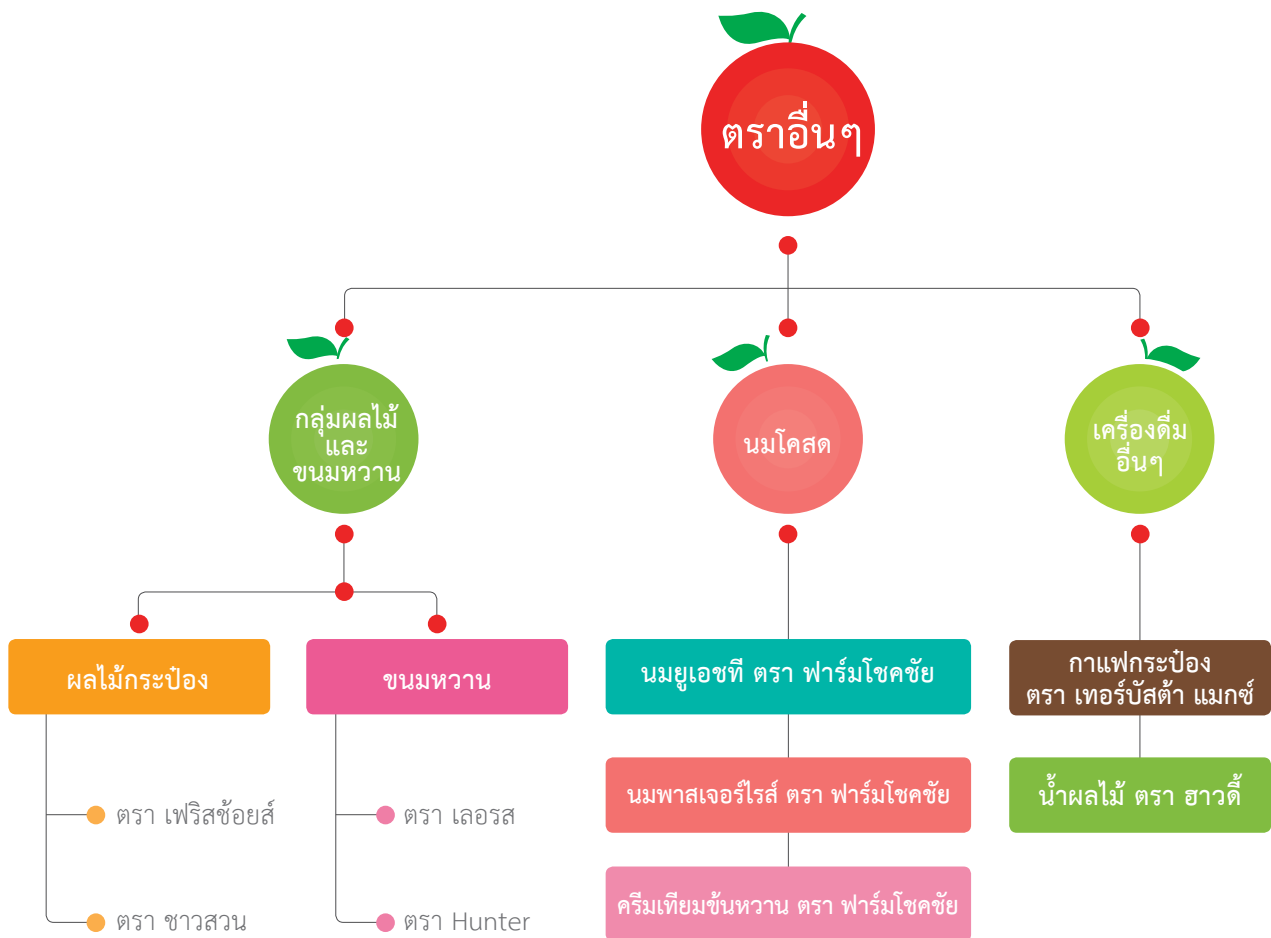 ตราอื่นๆ
กลุ่มผลไม้
และ
ขนมหวาน
นมโคสด
เครื่องดื่ม
อื่นๆ
ผลไม้กระป๋อง
ตรา เฟริสช้อยส์
ตรา ชาวสวน
ขนมหวาน
ตรา เลอรส
ตรา Hunter
นมยูเอชที ตรา ฟาร์มโชคชัย
นมพาสเจอร์ไรส์ ตรา ฟาร์มโชคชัย
ครีมเทียมข้นหวาน ตรา ฟาร์มโชคชัย
กาแฟกระป๋อง
ตรา เทอร์บัสต้า แมกซ์
น้ำผลไม้ ตรา ฮาวดี้